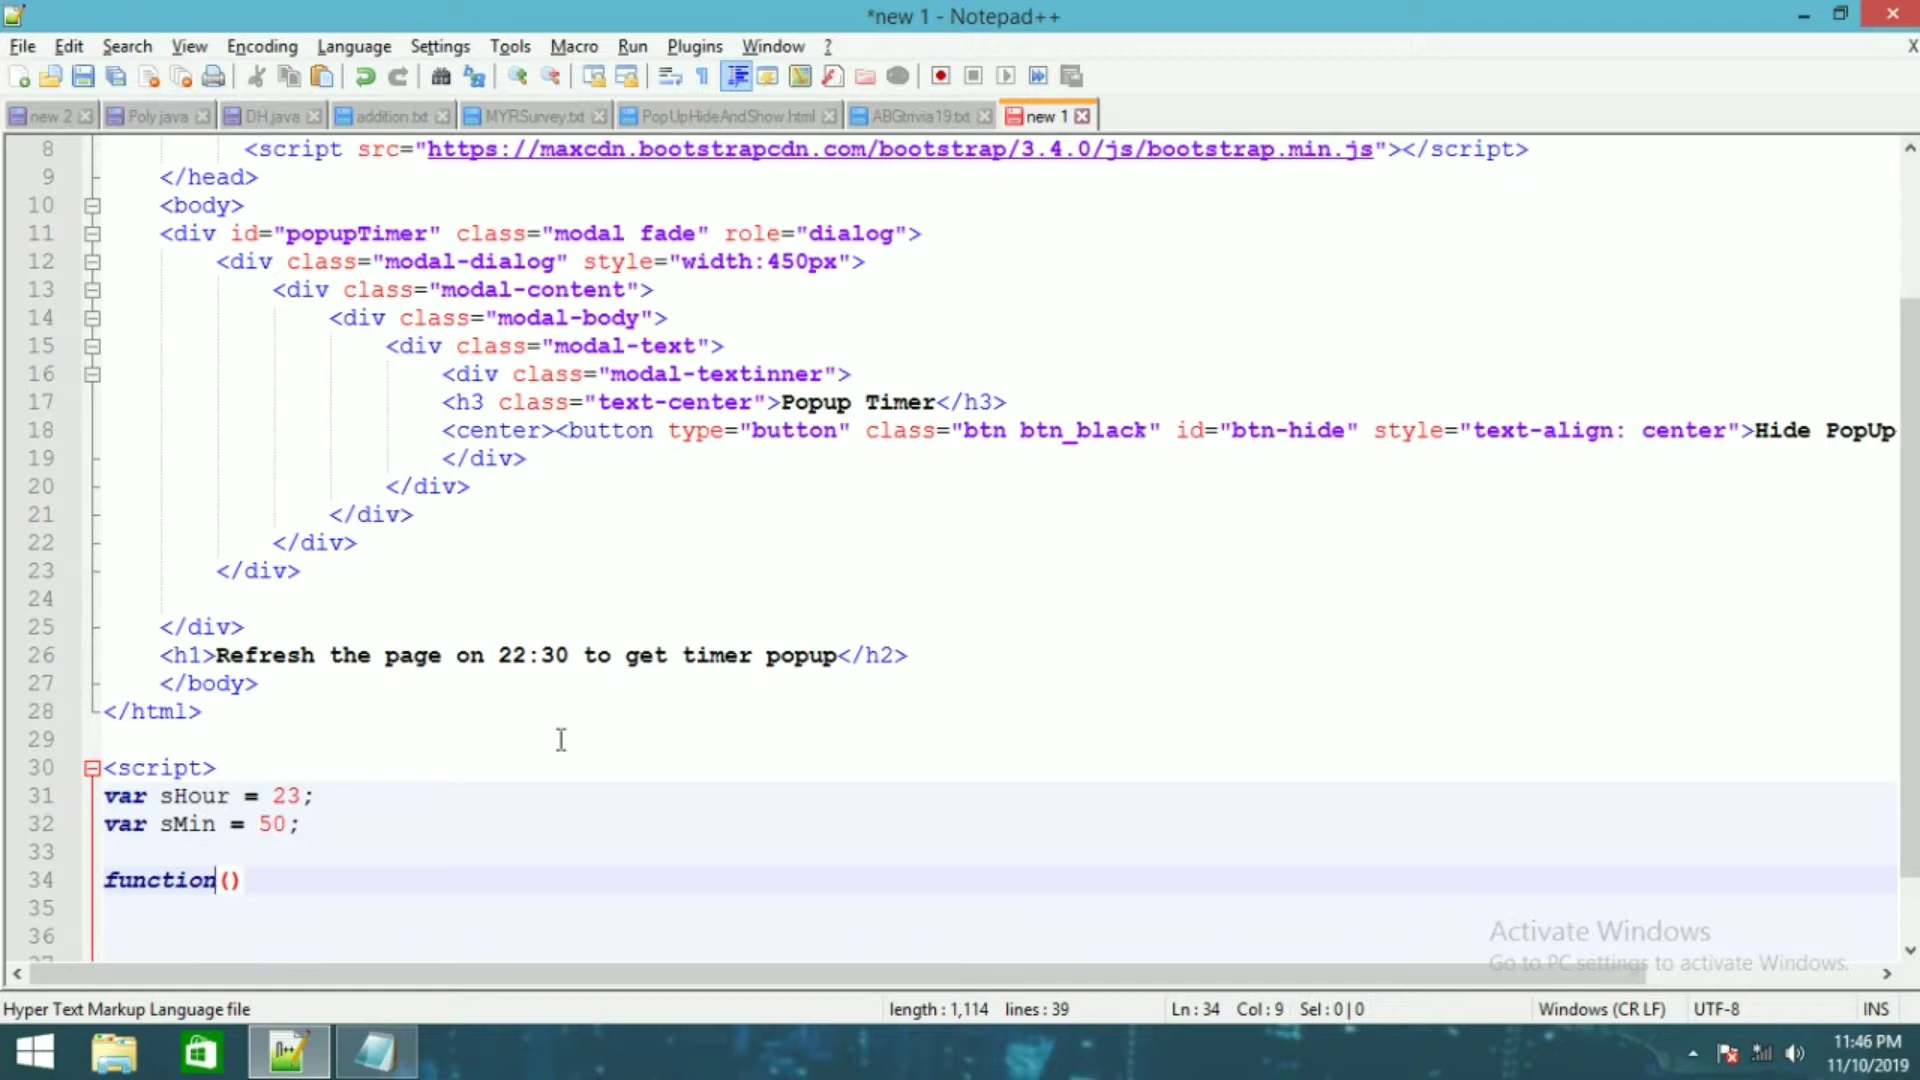 *new 1 - Notepad++
File Edit Search View Encoding Language Settings Tools Macro Run Plugins Window ? X
new 2 Poly.java DH.java addition.txt MYRSurvey.txt PopUpHideAndShow.html ABGtrivia19.txt new 1
8 <script src="https://maxcdn.bootstrapcdn.com/bootstrap/3.4.0/js/bootstrap.min.js"></script>
9 </head>
10 <body>
11 <div id="popupTimer" class="modal fade" role="dialog">
12 <div class="modal-dialog" style="width:450px">
13 <div class="modal-content">
14 <div class="modal-body">
15 <div class="modal-text">
16 <div class="modal-textinner">
17 <h3 class="text-center">Popup Timer</h3>
18 <center><button type="button" class="btn btn_black" id="btn-hide" style="text-align: center">Hide PopUp
19 </div>
20 </div>
21 </div>
22 </div>
23 </div>
24
25 </div>
26 <h1>Refresh the page on 22:30 to get timer popup</h2>
27 </body>
28 </html>
29
30 <script>
31 var sHour = 23;
32 var sMin = 50;
33
34 function()
35
36
Activate Windows
Go to PC settings to activate Windows.
Hyper Text Markup Language file length : 1,114 lines : 39 Ln : 34 Col : 9 Sel : 0 | 0 Windows (CR LF) UTF-8 INS
11:46 PM
11/10/2019